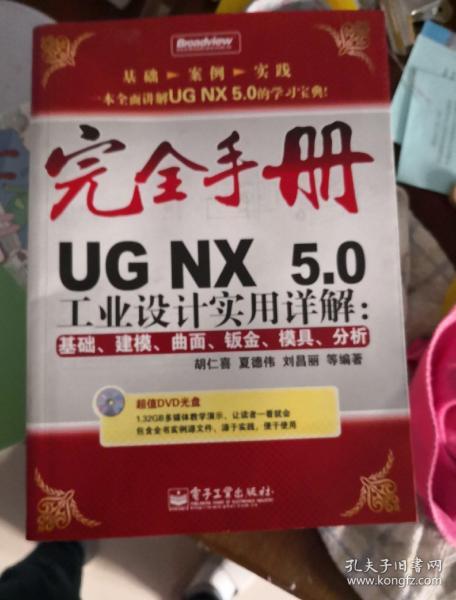 Broadview
基础 案例 实践
一本全面讲解UG NX 5.0的学习宝典!
完全手册
UG NX 5.0
工业设计实用详解:
基础、建模、曲面、钣金、模具、分析
胡仁喜 夏德伟 刘昌丽 等编著
超值DVD光盘
1.32GB多媒体教学演示、让读者一看就会
包含全书实例源文件、源于实践,便于使用
电子工业出版社
孔夫子旧书网
www.kongfz.com